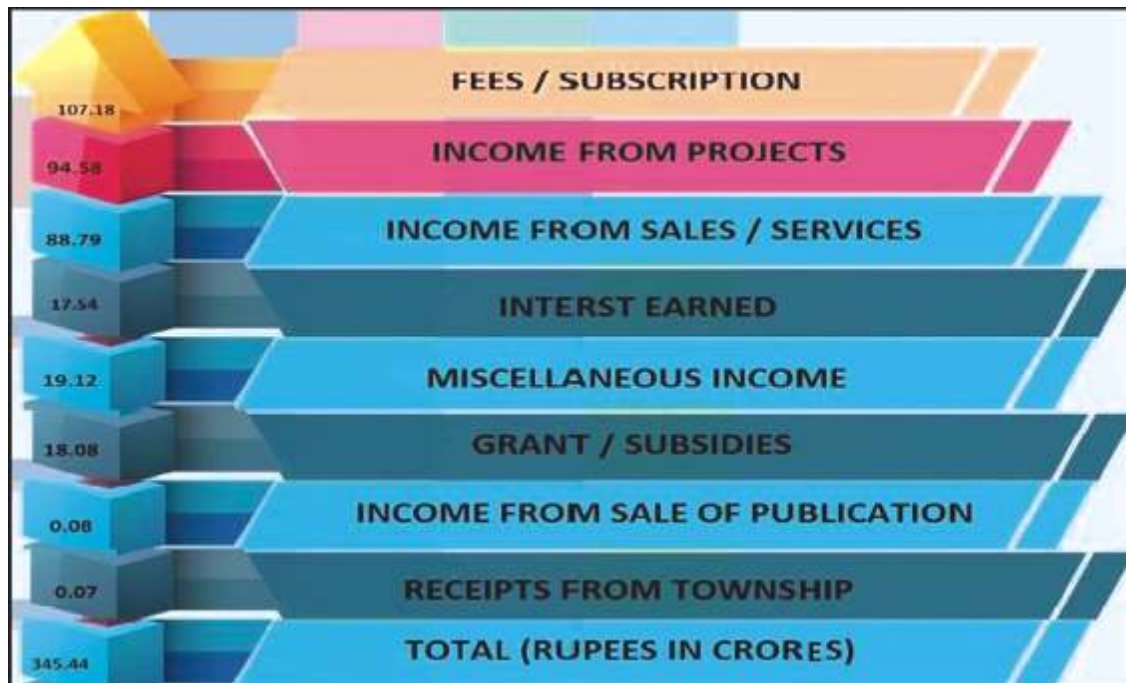 107.18 FEES / SUBSCRIPTION
94.58 INCOME FROM PROJECTS
88.79 INCOME FROM SALES / SERVICES
17.54 INTERST EARNED
19.12 MISCELLANEOUS INCOME
18.08 GRANT / SUBSIDIES
0.08 INCOME FROM SALE OF PUBLICATION
0.07 RECEIPTS FROM TOWNSHIP
345.44 TOTAL (RUPEES IN CRORES)